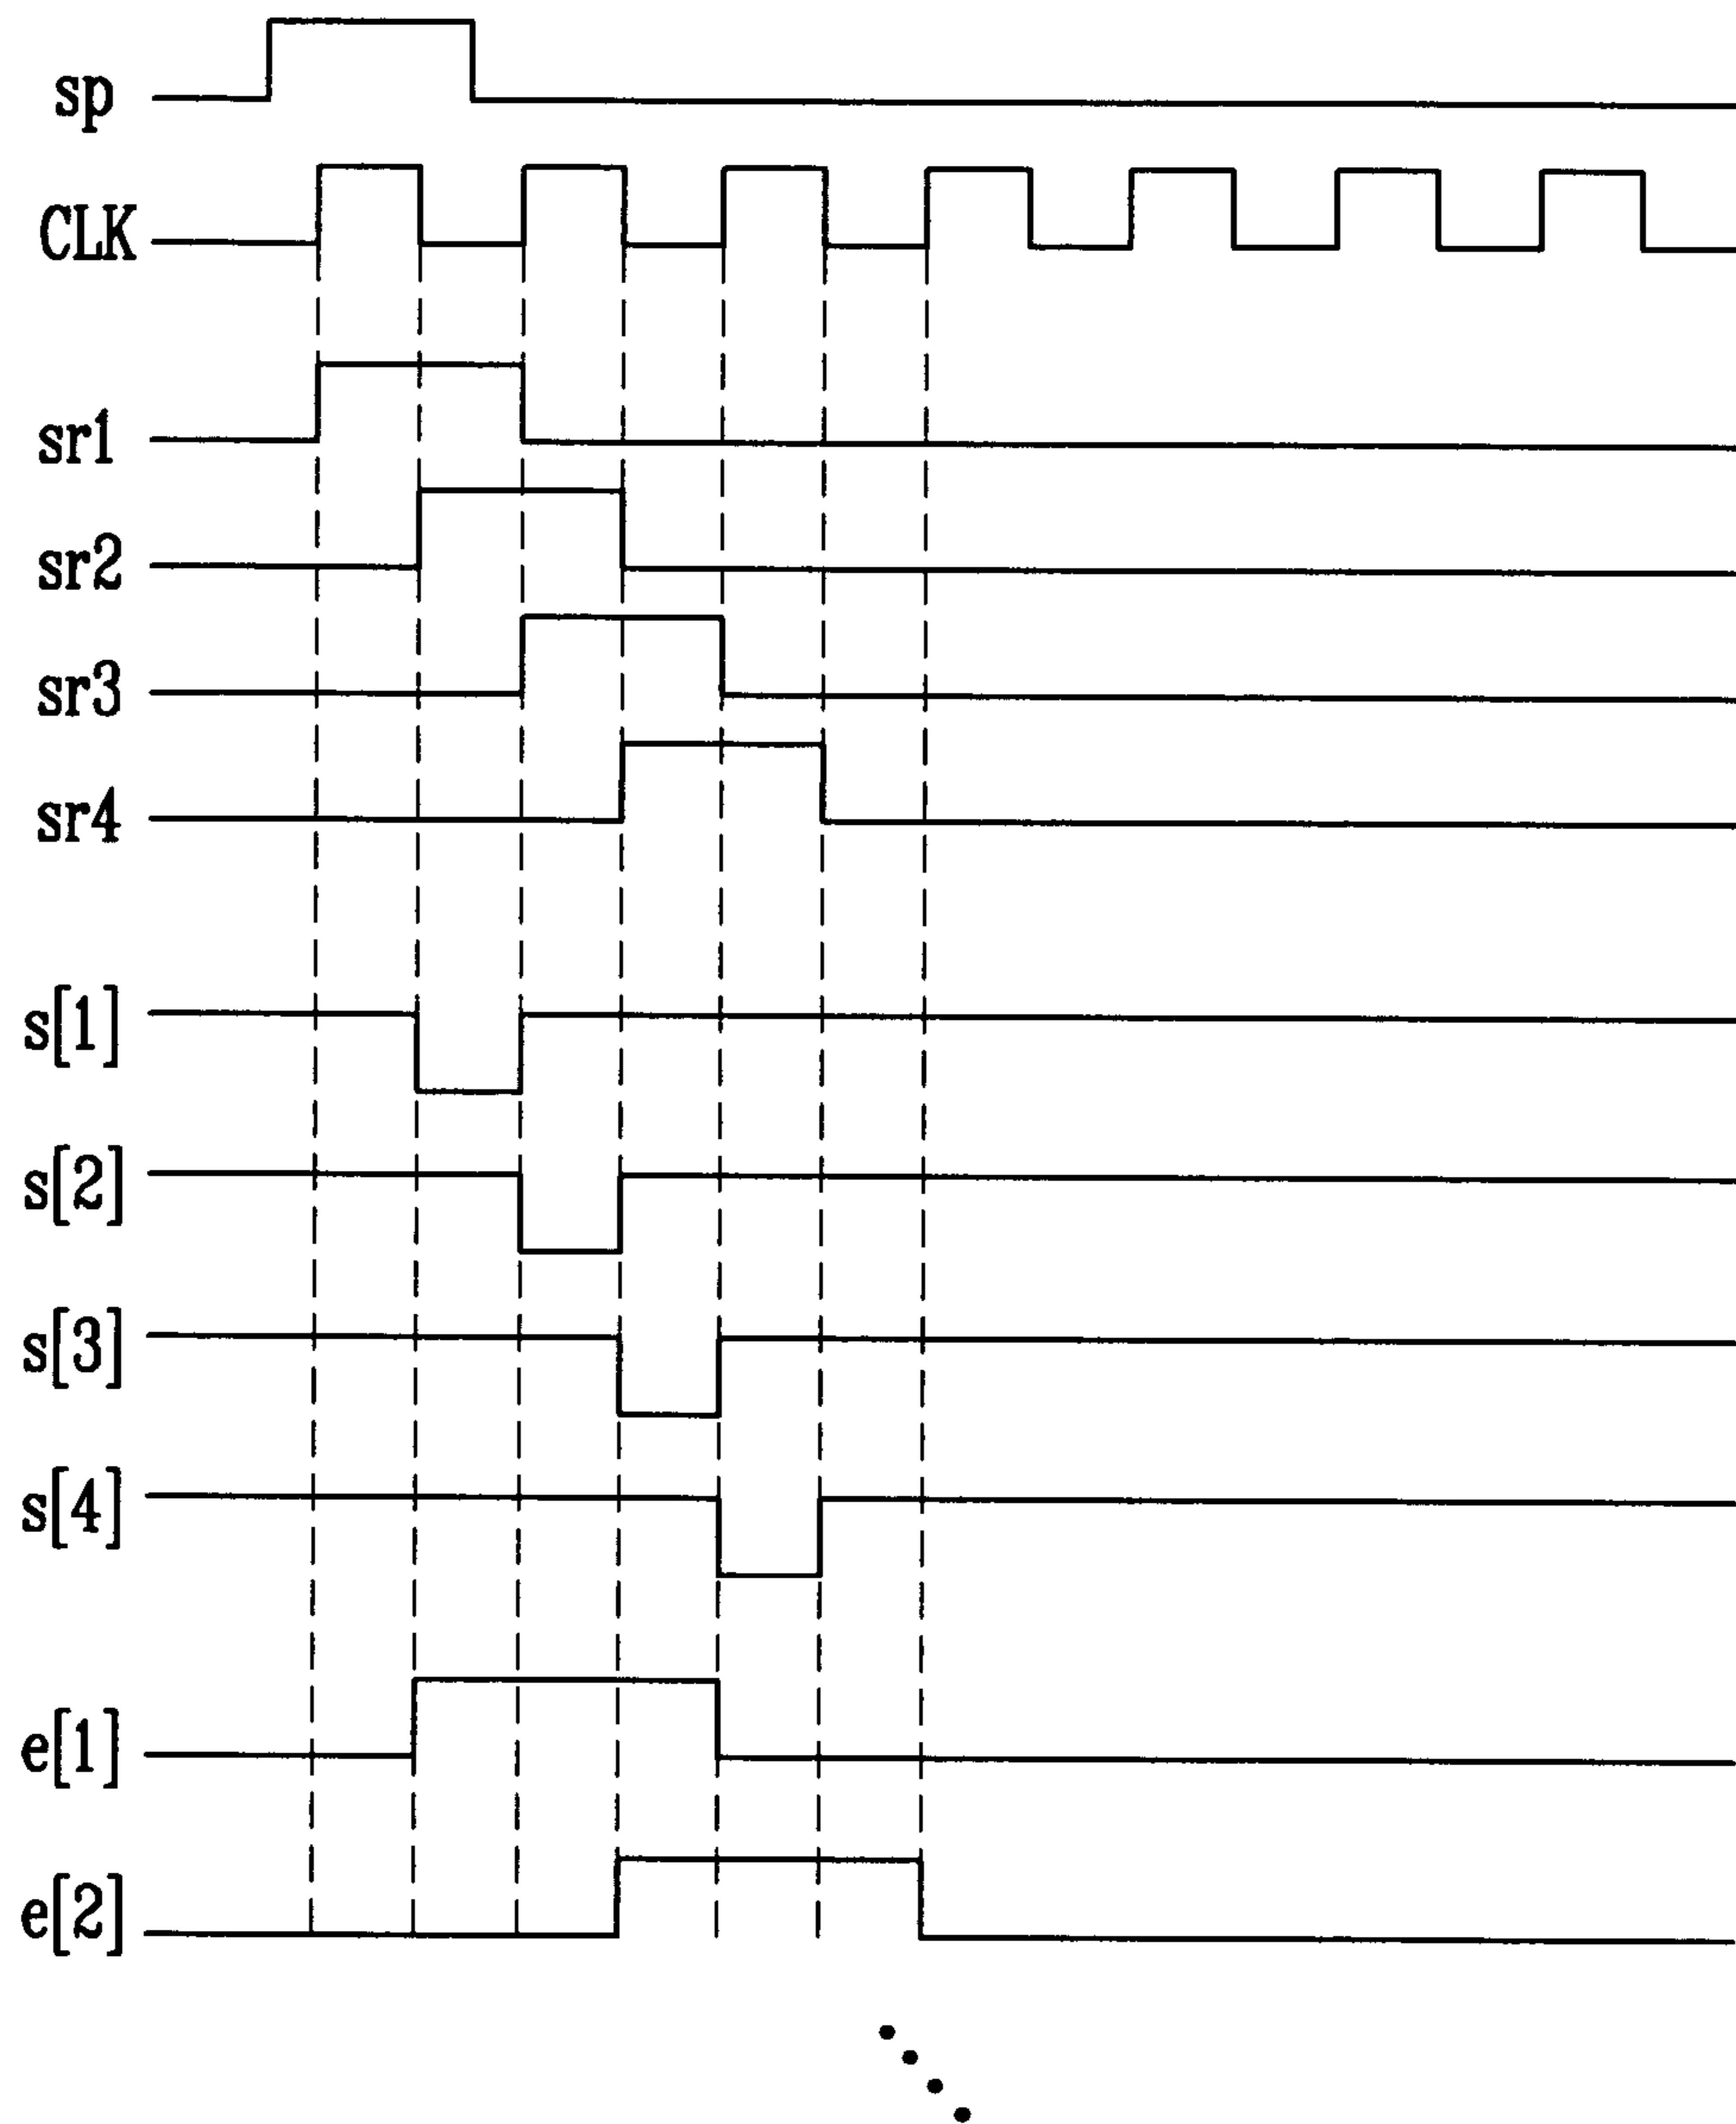 sp
CLK
sr1
sr2
sr3
sr4
s[1]
s[2]
s[3]
s[4]
e[1]
e[2]